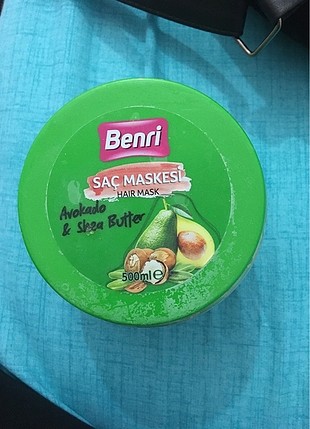 Benri
SAÇ MASKESİ
HAIR MASK
Avokado
& Shea Butter
500ml e